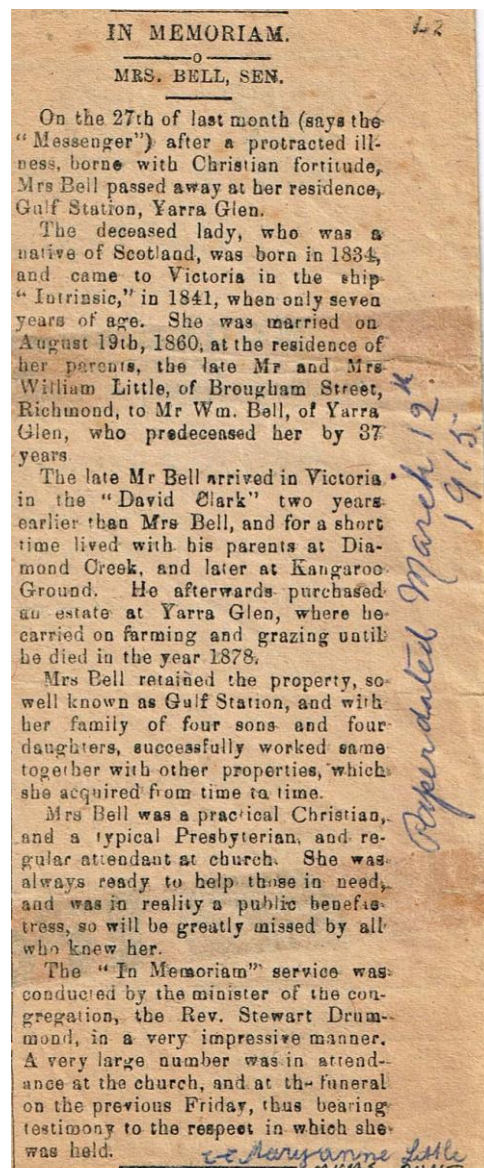 42
IN MEMORIAM.
o
MRS. BELL, SEN.
On the 27th of last month (says the
"Messenger") after a protracted ill-
ness, borne with Christian fortitude,
Mrs Bell passed away at her residence,
Gulf Station, Yarra Glen.
The deceased lady, who was a
native of Scotland, was born in 1834,
and came to Victoria in the ship
"Intrinsic," in 1841, when only seven
years of age. She was married on
August 19th, 1860, at the residence of
her parents, the late Mr and Mrs
William Little, of Brougham Street,
Richmond, to Mr Wm. Bell, of Yarra
Glen, who predeceased her by 37
years
The late Mr Bell arrived in Victoria
in the "David Clark" two years
earlier than Mrs Bell, and for a short
time lived with his parents at Dia-
mond Creek, and later at Kangaroo
Ground. He afterwards purchased
an estate at Yarra Glen, where he
carried on farming and grazing until
he died in the year 1878.
Mrs Bell retained the property, so
well known as Gulf Station, and with
her family of four sons and four
daughters, successfully worked same
together with other properties, which
she acquired from time to time.
Mrs Bell was a practical Christian,
and a typical Presbyterian, and re-
gular attendant at church. She was
always ready to help those in need,
and was in reality a public benefac-
tress, so will be greatly missed by all
who knew her.
The "In Memoriam" service was
conducted by the minister of the con-
gregation, the Rev. Stewart Drum-
mond, in a very impressive manner.
A very large number was in attend-
ance at the church, and at the funeral
on the previous Friday, thus bearing
testimony to the respect in which she
was held.
Maryanne Little
Paper dated March 12th
1915.